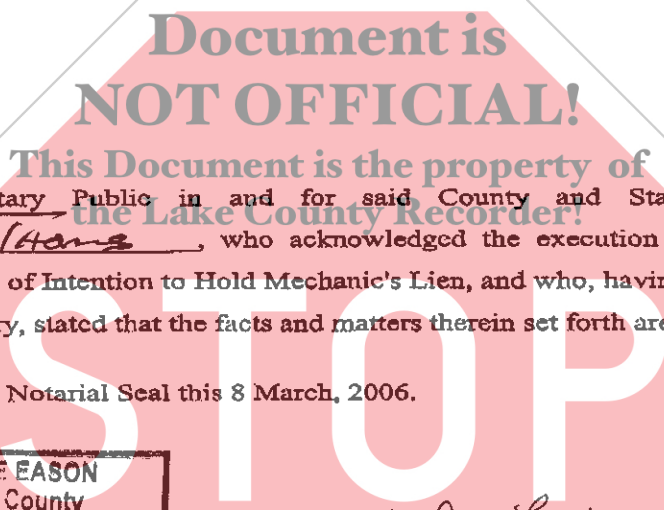 Document is
NOT OFFICIAL!
This Document is the property of
the Lake County Recorder!
tary Public in and for said County and Sta
, who acknowledged the execution
of Intention to Hold Mechanic's Lien, and who, havin
y, stated that the facts and matters therein set forth are
Notarial Seal this 8 March, 2006.
STOP
E EASON
County